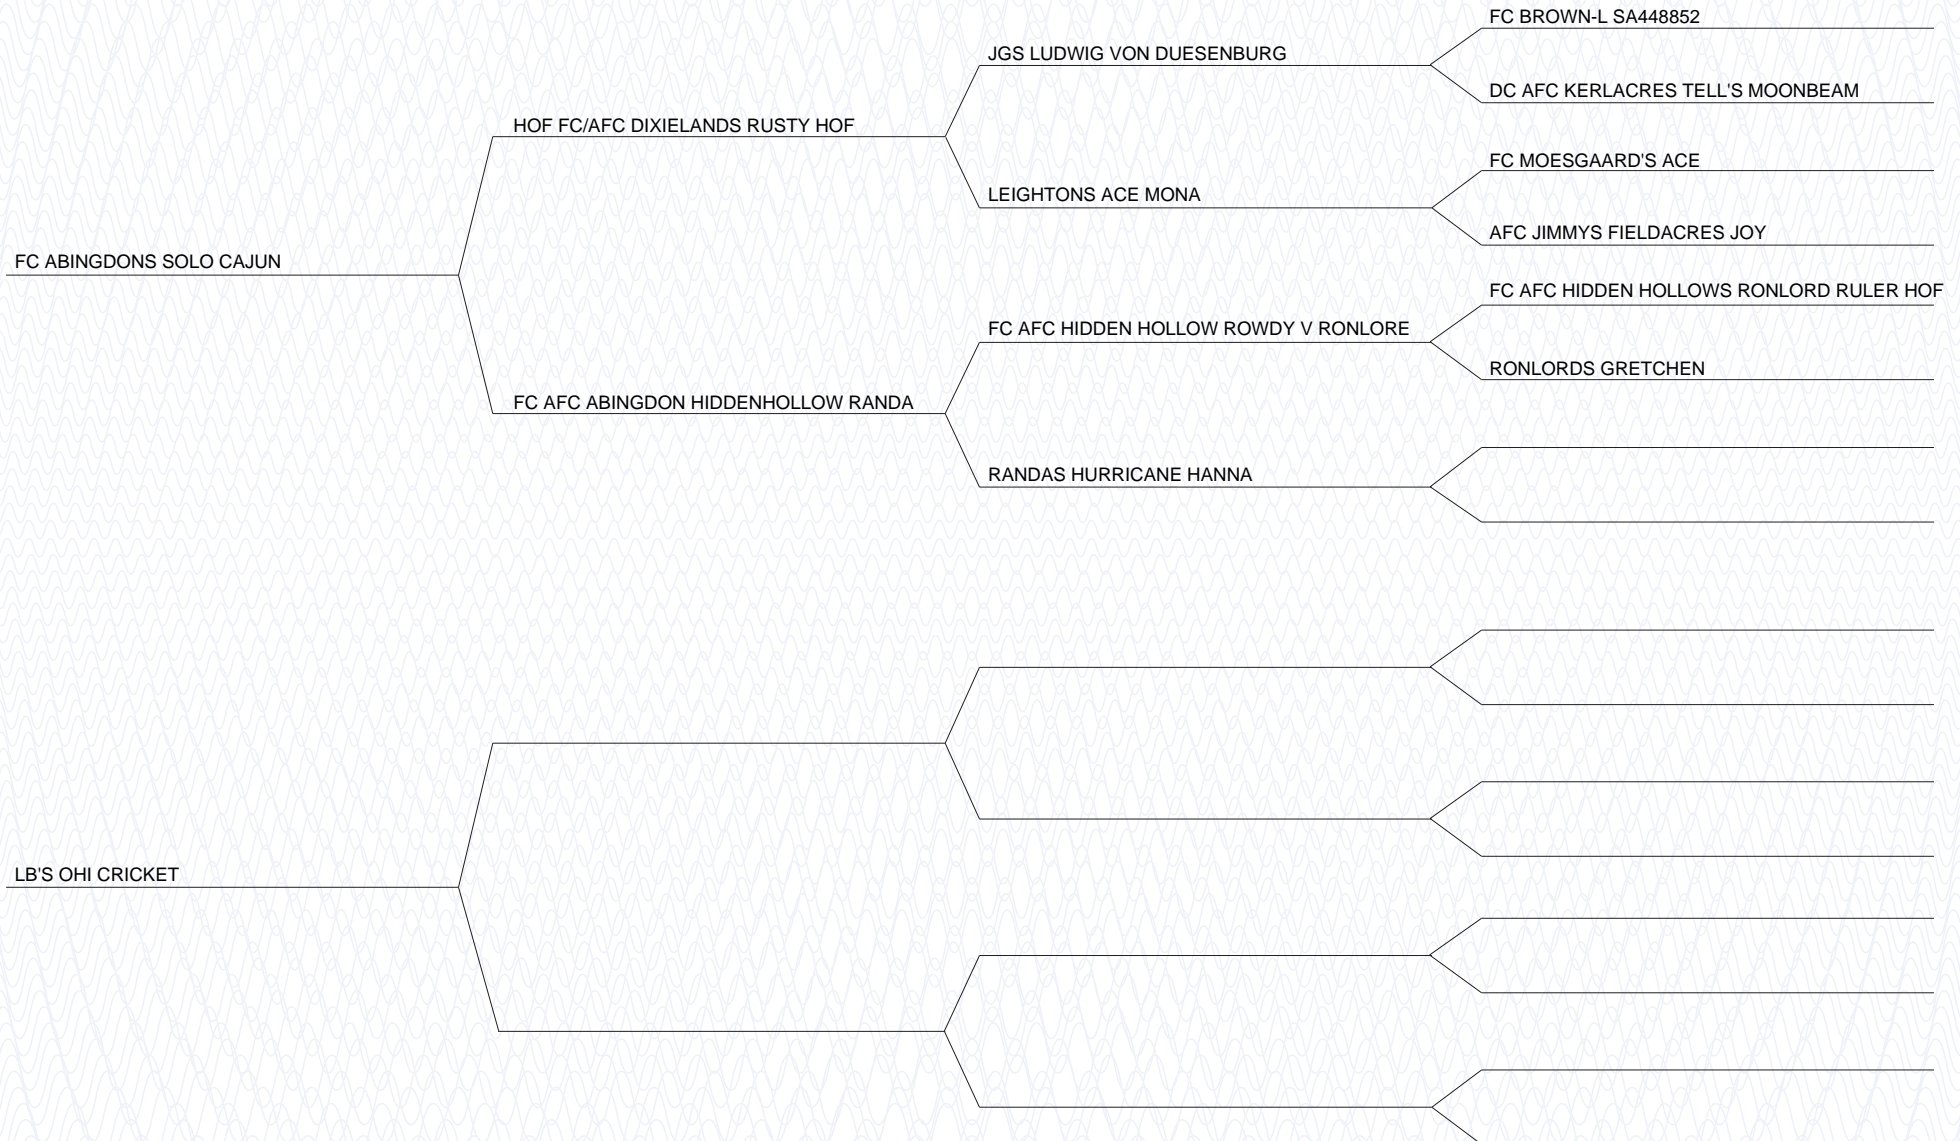 FC BROWN-L SA448852
JGS LUDWIG VON DUESENBURG
DC AFC KERLACRES TELL'S MOONBEAM
HOF FC/AFC DIXIELANDS RUSTY HOF
FC MOESGAARD'S ACE
LEIGHTONS ACE MONA
AFC JIMMYS FIELDACRES JOY
FC ABINGDONS SOLO CAJUN
FC AFC HIDDEN HOLLOWS RONLORD RULER HOF
FC AFC HIDDEN HOLLOW ROWDY V RONLORE
RONLORDS GRETCHEN
FC AFC ABINGDON HIDDENHOLLOW RANDA
RANDAS HURRICANE HANNA
LB'S OHI CRICKET